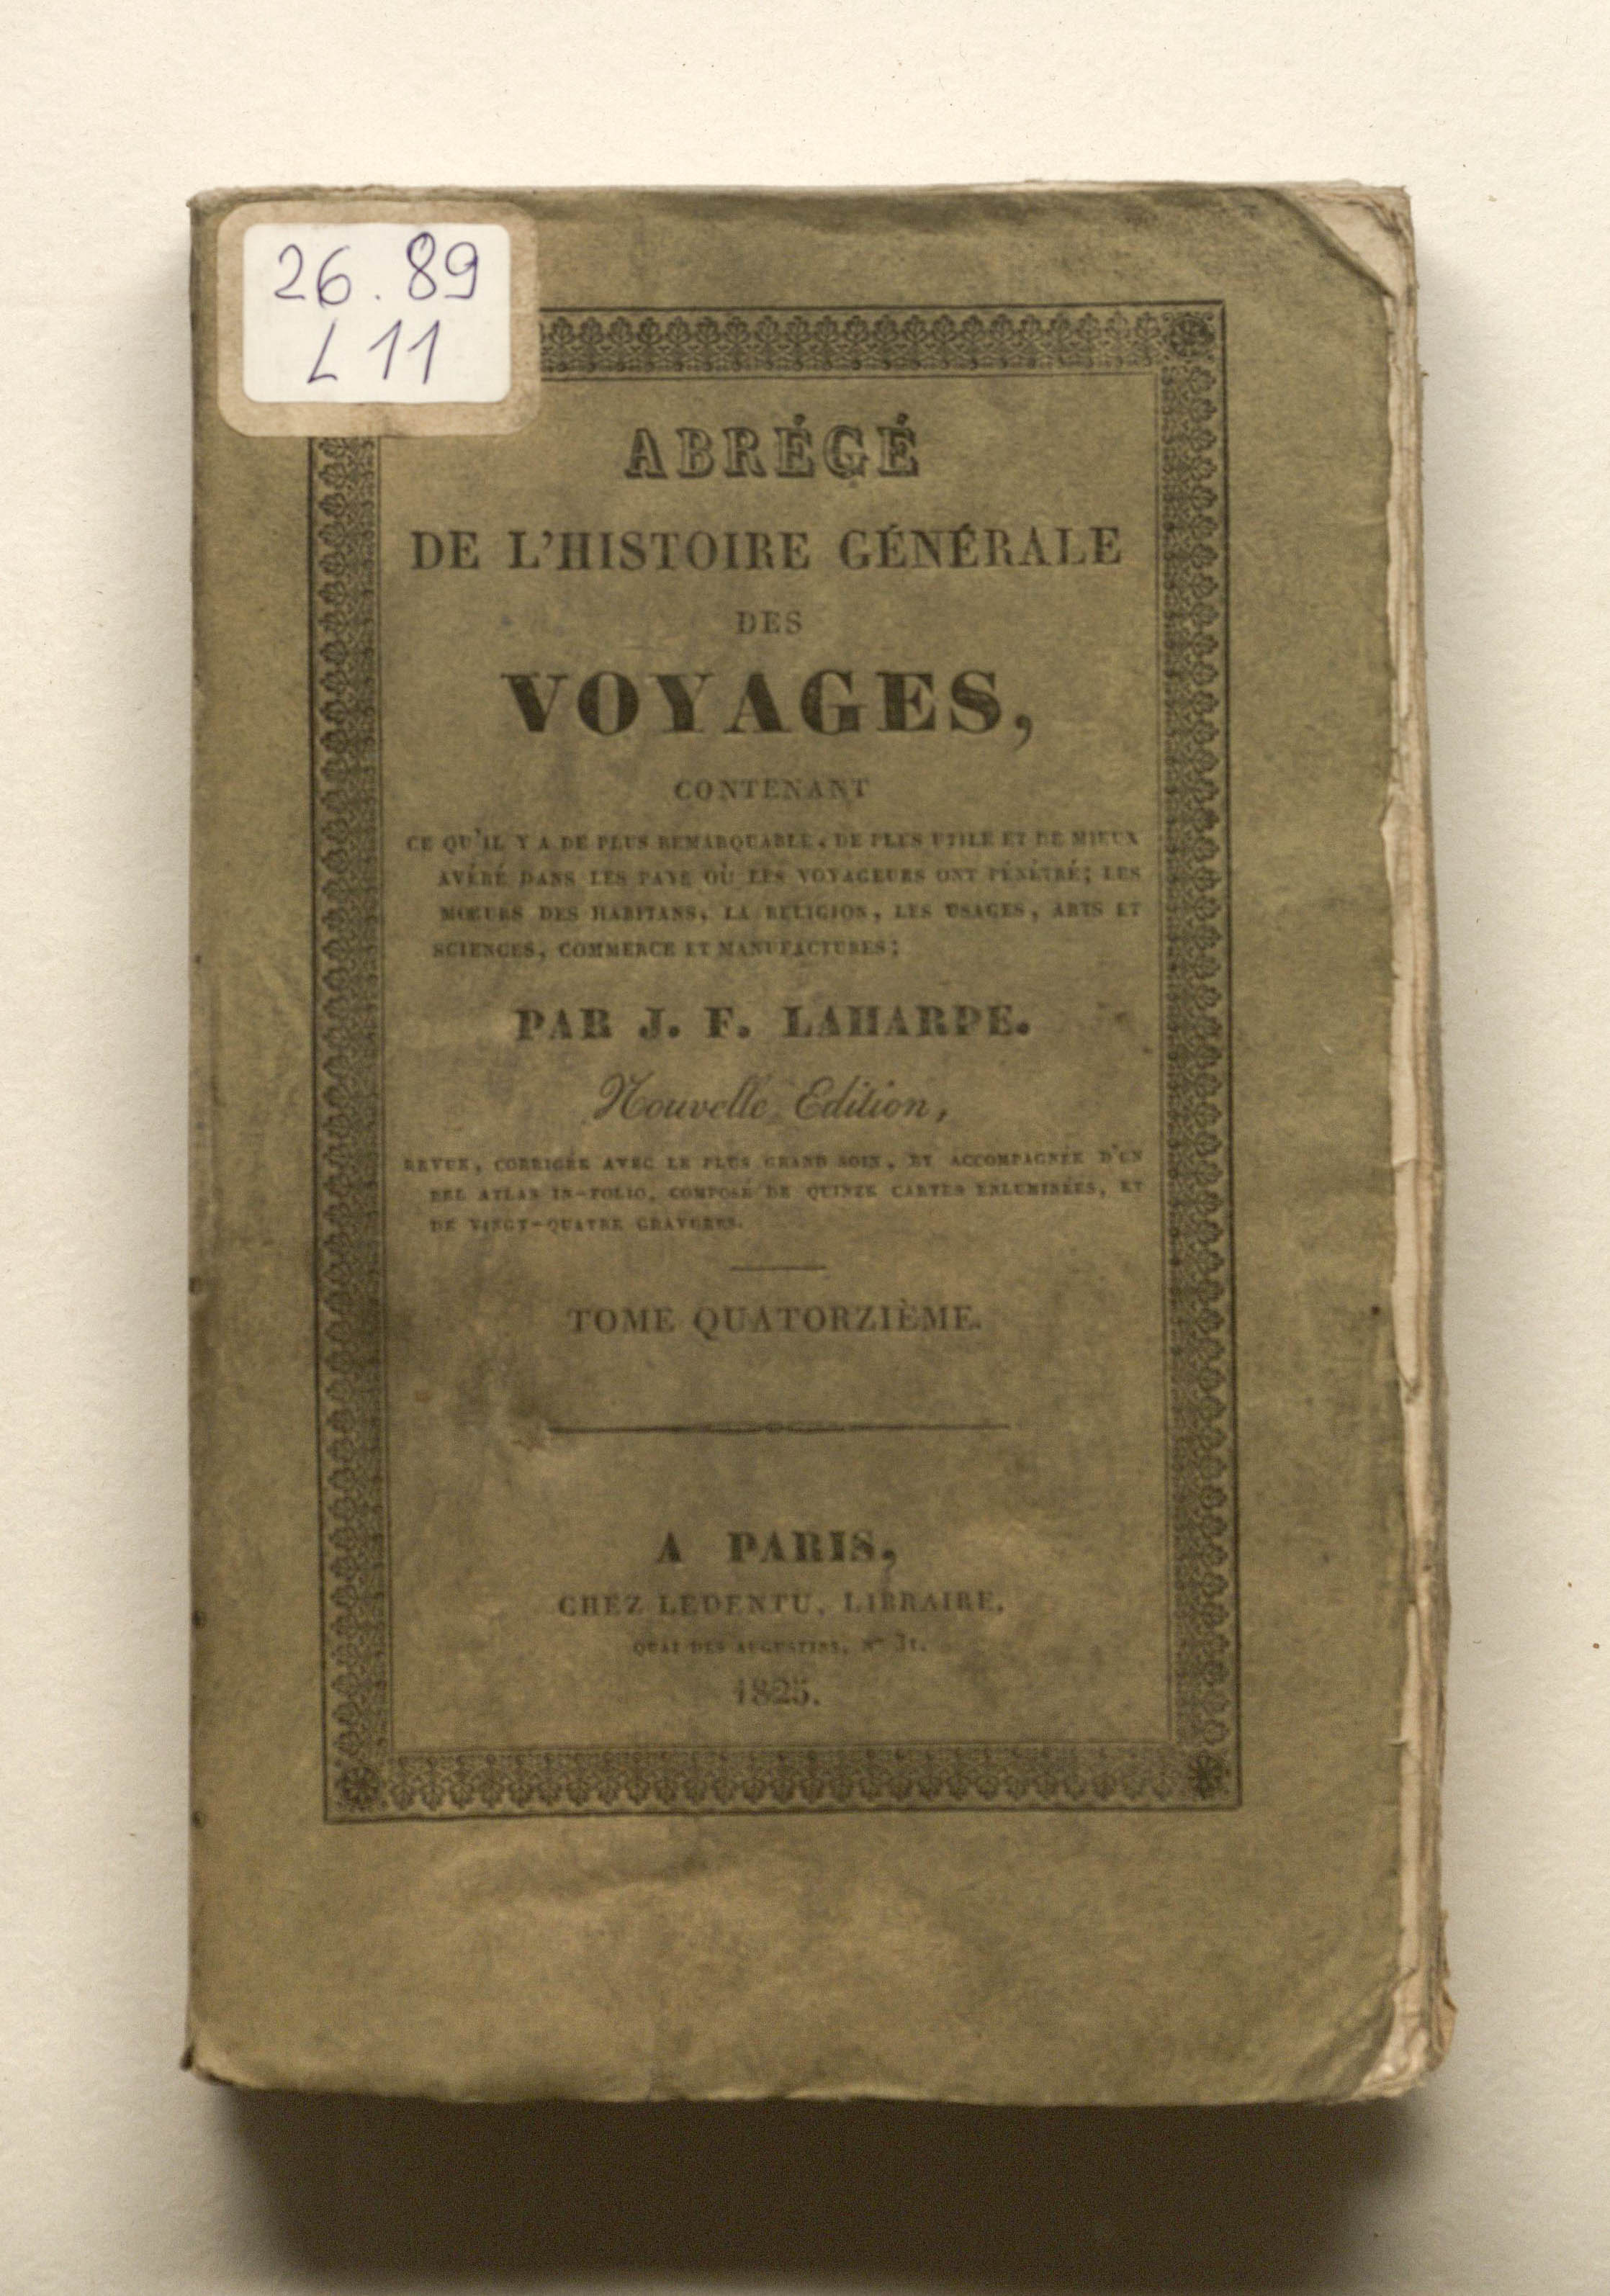 26.89
L11
ABRÉGÉ
DE L'HISTOIRE GÉNÉRALE
DES
VOYAGES,
CONTENANT
CE QU'IL Y A DE PLUS REMARQUABLE, DE PLUS UTILE ET DE MIEUX
AVÉRÉ DANS LES PAYS OÙ LES VOYAGEURS ONT PÉNÉTRÉ; LES
MŒURS DES HABITANS, LA RELIGION, LES USAGES, ARTS ET
SCIENCES, COMMERCE ET MANUFACTURES;
PAR J. F. LAHARPE.
Nouvelle Edition,
REVUE, CORRIGÉE AVEC LE PLUS GRAND SOIN, ET ACCOMPAGNÉE D'UN
BEL ATLAS IN-FOLIO, COMPOSÉ DE QUINZE CARTES ENLUMINÉES, ET
DE VINGT-QUATRE GRAVURES.
TOME QUATORZIÈME.
A PARIS,
CHEZ LEDENTU, LIBRAIRE,
QUAI DES AUGUSTINS, N° 31.
1825.